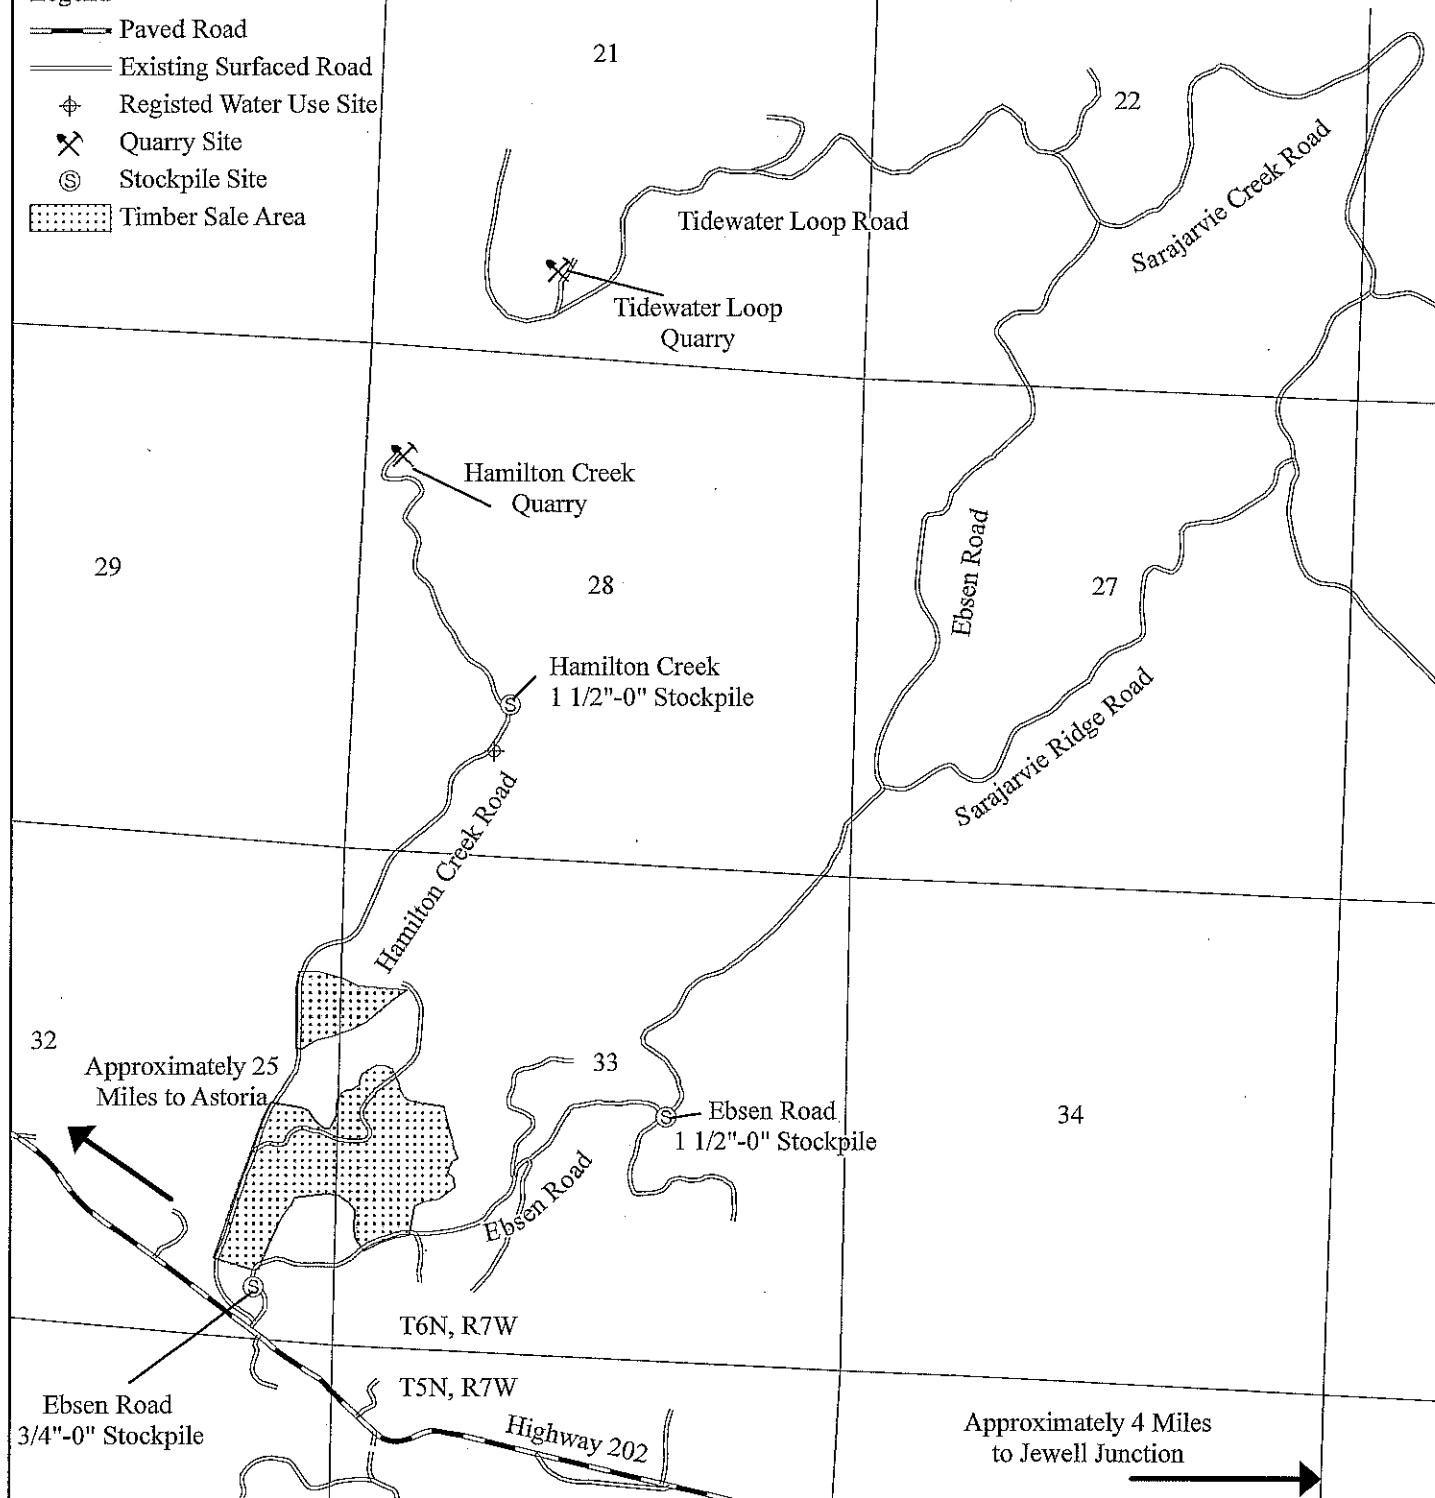 Legend
Paved Road
Existing Surfaced Road
Registed Water Use Site
Quarry Site
S Stockpile Site
Timber Sale Area
21
22
Tidewater Loop Road
Sarajarvie Creek Road
Tidewater Loop
Quarry
Hamilton Creek
Quarry
29
28
Ebsen Road
27
Hamilton Creek
1 1/2"-0" Stockpile
S
Sarajarvie Ridge Road
Hamilton Creek Road
32
Approximately 25
Miles to Astoria
33
S
Ebsen Road
1 1/2"-0" Stockpile
34
Ebsen Road
S
T6N, R7W
T5N, R7W
Ebsen Road
3/4"-0" Stockpile
Highway 202
Approximately 4 Miles
to Jewell Junction